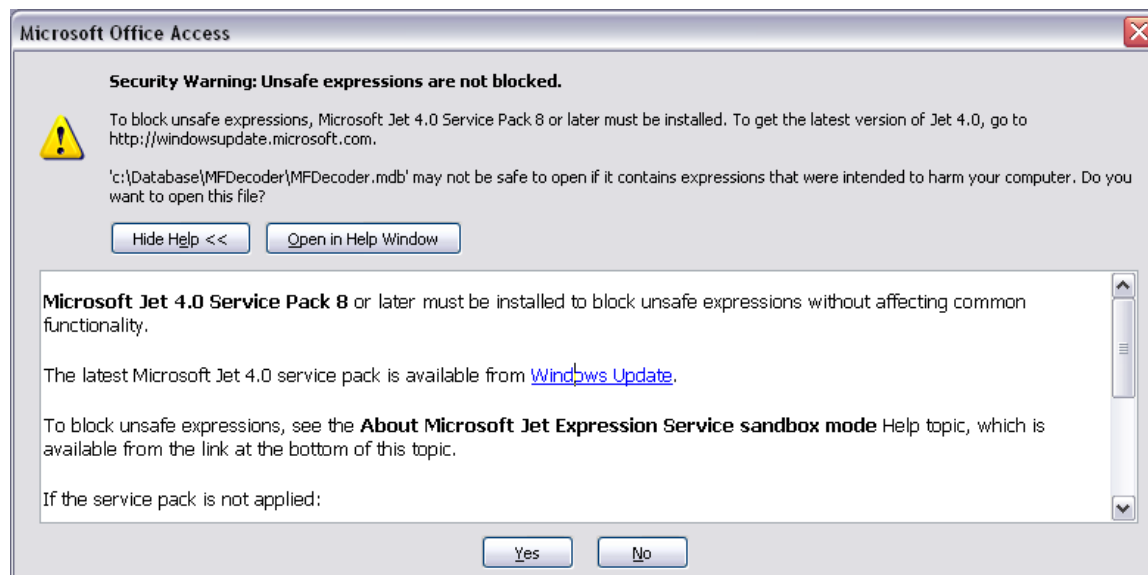 Microsoft Office Access
Security Warning: Unsafe expressions are not blocked.
To block unsafe expressions, Microsoft Jet 4.0 Service Pack 8 or later must be installed. To get the latest version of Jet 4.0, go to
http://windowsupdate.microsoft.com.
'c:\Database\MFDecoder\MFDecoder.mdb' may not be safe to open if it contains expressions that were intended to harm your computer. Do you
want to open this file?
Hide Help <<
Open in Help Window
Microsoft Jet 4.0 Service Pack 8 or later must be installed to block unsafe expressions without affecting common
functionality.
The latest Microsoft Jet 4.0 service pack is available from Windows Update.
To block unsafe expressions, see the About Microsoft Jet Expression Service sandbox mode Help topic, which is
available from the link at the bottom of this topic.
If the service pack is not applied:
Yes
No